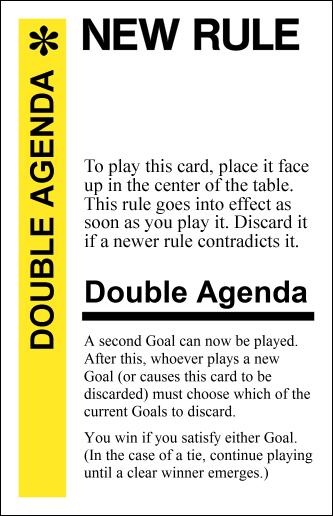 NEW RULE
DOUBLE AGENDA *
To play this card, place it face
up in the center of the table.
This rule goes into effect as
soon as you play it. Discard it
if a newer rule contradicts it.
Double Agenda
A second Goal can now be played.
After this, whoever plays a new
Goal (or causes this card to be
discarded) must choose which of the
current Goals to discard.
You win if you satisfy either Goal.
(In the case of a tie, continue playing
until a clear winner emerges.)